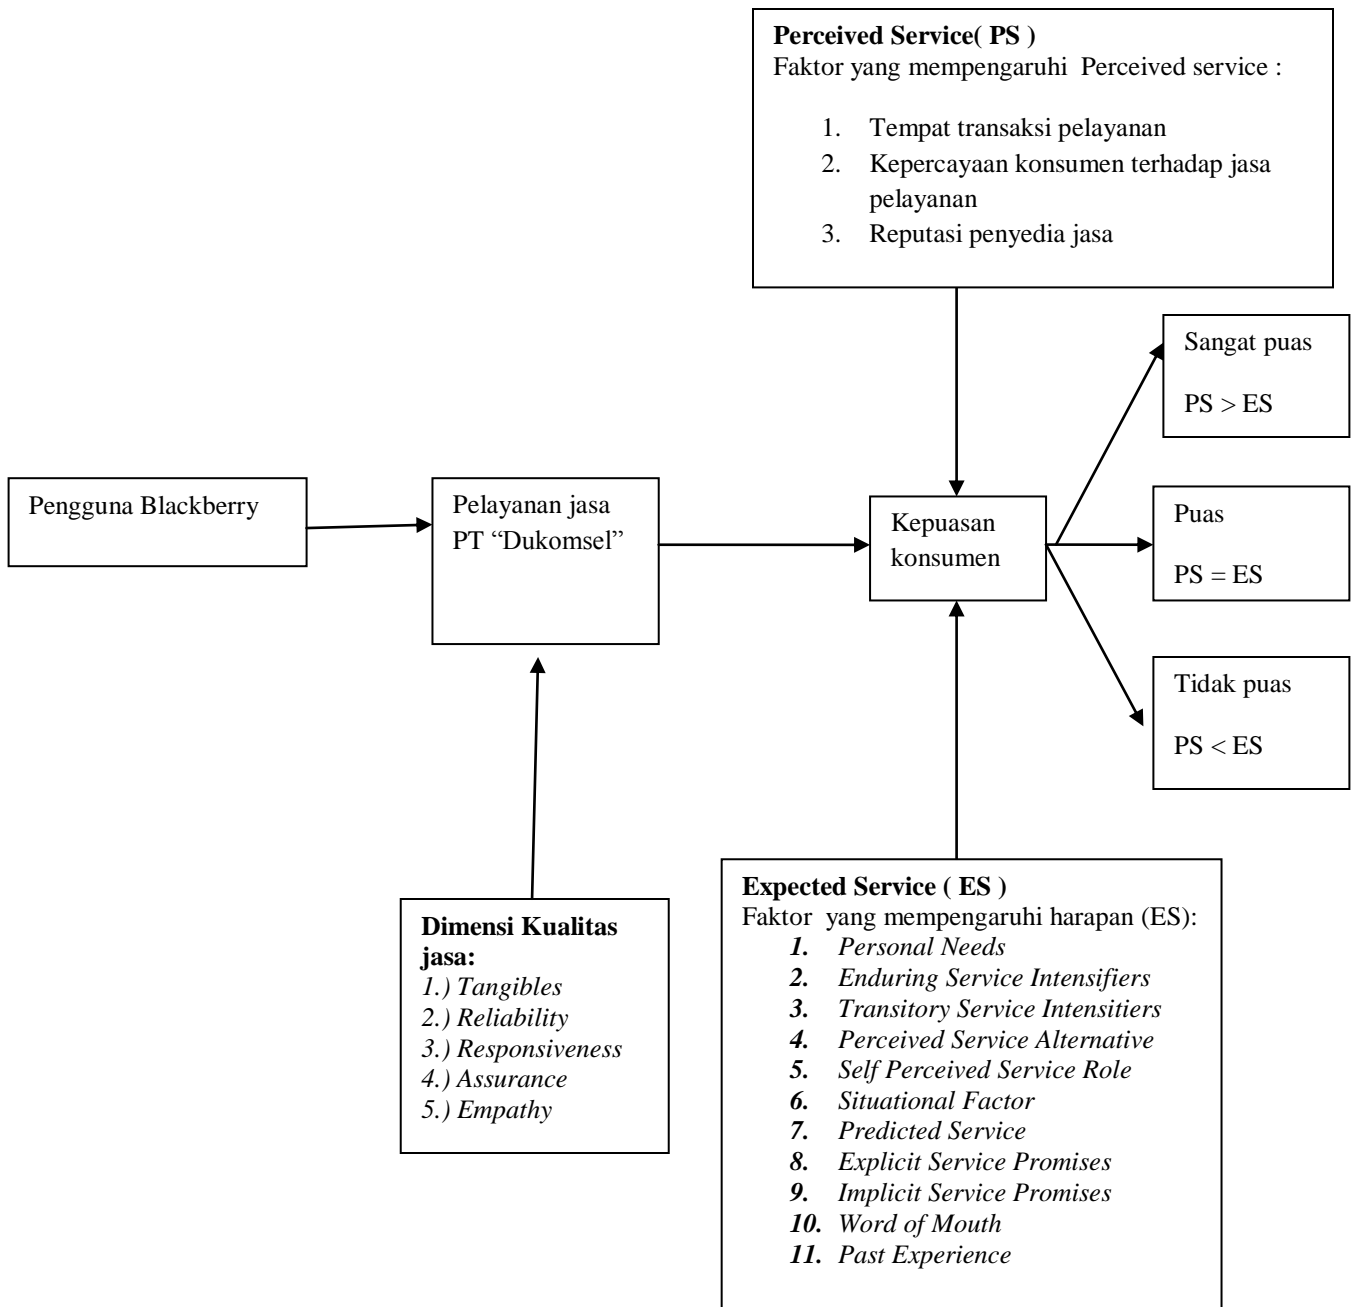 Perceived Service( PS )
Faktor yang mempengaruhi  Perceived service :
1. Tempat transaksi pelayanan
2. Kepercayaan konsumen terhadap jasa
pelayanan
3. Reputasi penyedia jasa
Sangat puas
PS > ES
Pengguna Blackberry
Pelayanan jasa
PT “Dukomsel”
Kepuasan
konsumen
Puas
PS = ES
Tidak puas
PS < ES
Dimensi Kualitas
jasa:
1.) Tangibles
2.) Reliability
3.) Responsiveness
4.) Assurance
5.) Empathy
Expected Service ( ES )
Faktor  yang mempengaruhi harapan (ES):
1. Personal Needs
2. Enduring Service Intensifiers
3. Transitory Service Intensitiers
4. Perceived Service Alternative
5. Self Perceived Service Role
6. Situational Factor
7. Predicted Service
8. Explicit Service Promises
9. Implicit Service Promises
10. Word of Mouth
11. Past Experience